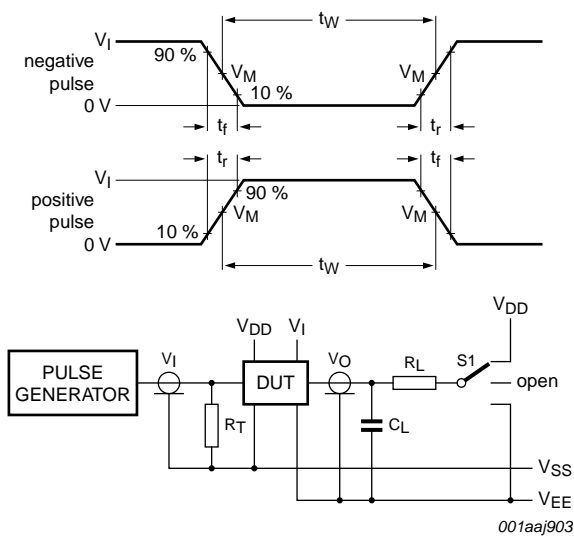 tW
VI
negative
pulse
90 %
VM
VM
10 %
0 V
tf
tr
tr
tf
VI
positive
pulse
90 %
VM
VM
10 %
0 V
tW
VDD
VDD
VI
PULSE
GENERATOR
VI
DUT
VO
RL
S1
open
RT
CL
VSS
VEE
001aaj903